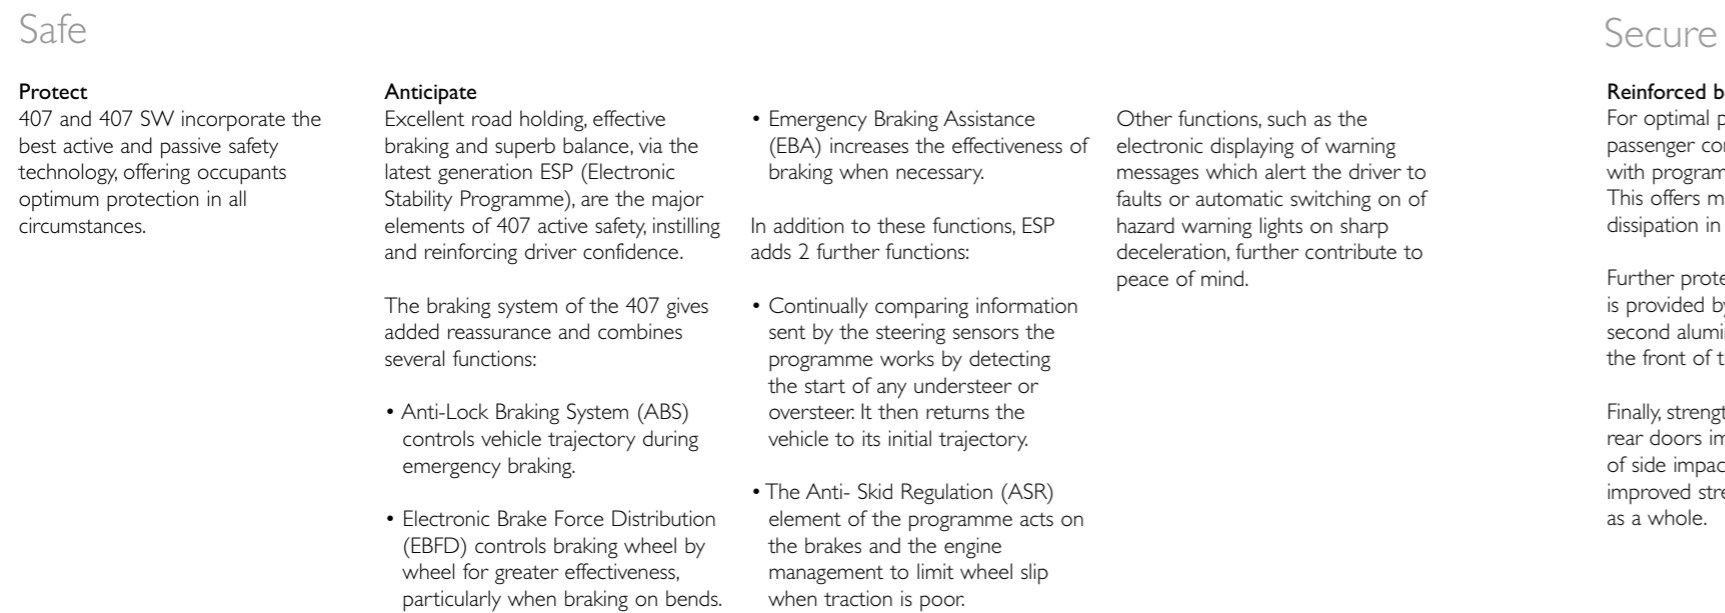 Safe
Protect
407 and 407 SW incorporate the
best active and passive safety
technology, offering occupants
optimum protection in all
circumstances.
Anticipate
Excellent road holding, effective
braking and superb balance, via the
latest generation ESP (Electronic
Stability Programme), are the major
elements of 407 active safety, instilling
and reinforcing driver confidence.
The braking system of the 407 gives
added reassurance and combines
several functions:
• Anti-Lock Braking System (ABS)
controls vehicle trajectory during
emergency braking.
• Electronic Brake Force Distribution
(EBFD) controls braking wheel by
wheel for greater effectiveness,
particularly when braking on bends.
• Emergency Braking Assistance
(EBA) increases the effectiveness of
braking when necessary.
In addition to these functions, ESP
adds 2 further functions:
• Continually comparing information
sent by the steering sensors the
programme works by detecting
the start of any understeer or
oversteer. It then returns the
vehicle to its initial trajectory.
• The Anti- Skid Regulation (ASR)
element of the programme acts on
the brakes and the engine
management to limit wheel slip
when traction is poor.
Other functions, such as the
electronic displaying of warning
messages which alert the driver to
faults or automatic switching on of
hazard warning lights on sharp
deceleration, further contribute to
peace of mind.
Secure
Reinforced
For optimal
passenger
with
This offers
dissipation in
Further
is provided
second
the front of
Finally,
rear doors
of side
improved
as a whole.